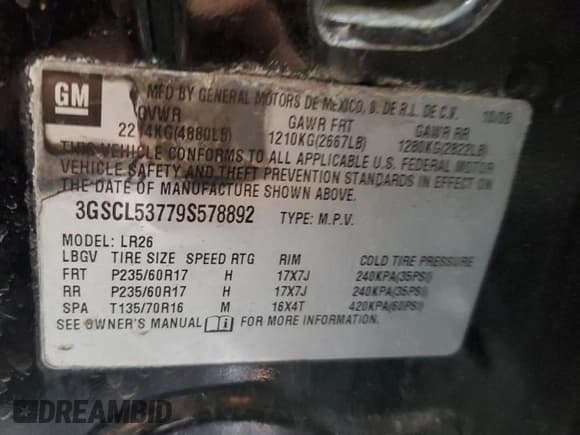 GM
MFD BY GENERAL MOTORS DE MEXICO, S. DE R.L. DE C.V. 10/08
GVWR GAWR FRT GAWR RR
2214KG(4880LB) 1210KG(2667LB) 1280KG(2822LB)
THIS VEHICLE CONFORMS TO ALL APPLICABLE U.S. FEDERAL MOTOR
VEHICLE SAFETY AND THEFT PREVENTION STANDARDS IN EFFECT ON
THE DATE OF MANUFACTURE SHOWN ABOVE.
3GSCL53779S578892 TYPE: M.P.V.
MODEL: LR26
LBGV TIRE SIZE SPEED RTG RIM COLD TIRE PRESSURE
FRT P235/60R17 H 17X7J 240KPA(35PSI)
RR P235/60R17 H 17X7J 240KPA(35PSI)
SPA T135/70R16 M 16X4T 420KPA(60PSI)
SEE OWNER'S MANUAL i FOR MORE INFORMATION.
DREAMBID